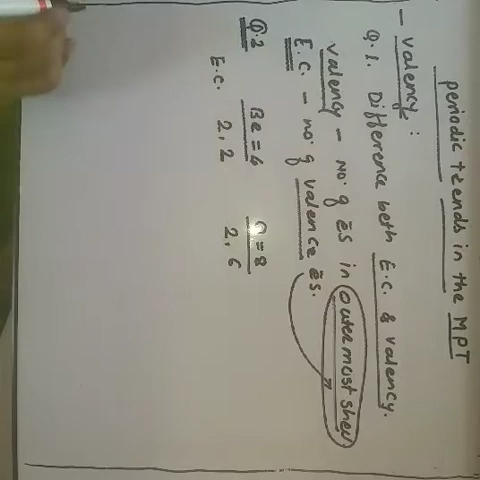 periodic trends in the MPT
- valency:
Q.1. Difference betn E.C. & valency.
valency - no. of ēs in outermost shell
E.C. - no. of valence ēs.
Q.2 Be = 4 O = 8
E.C. 2,2 2,6